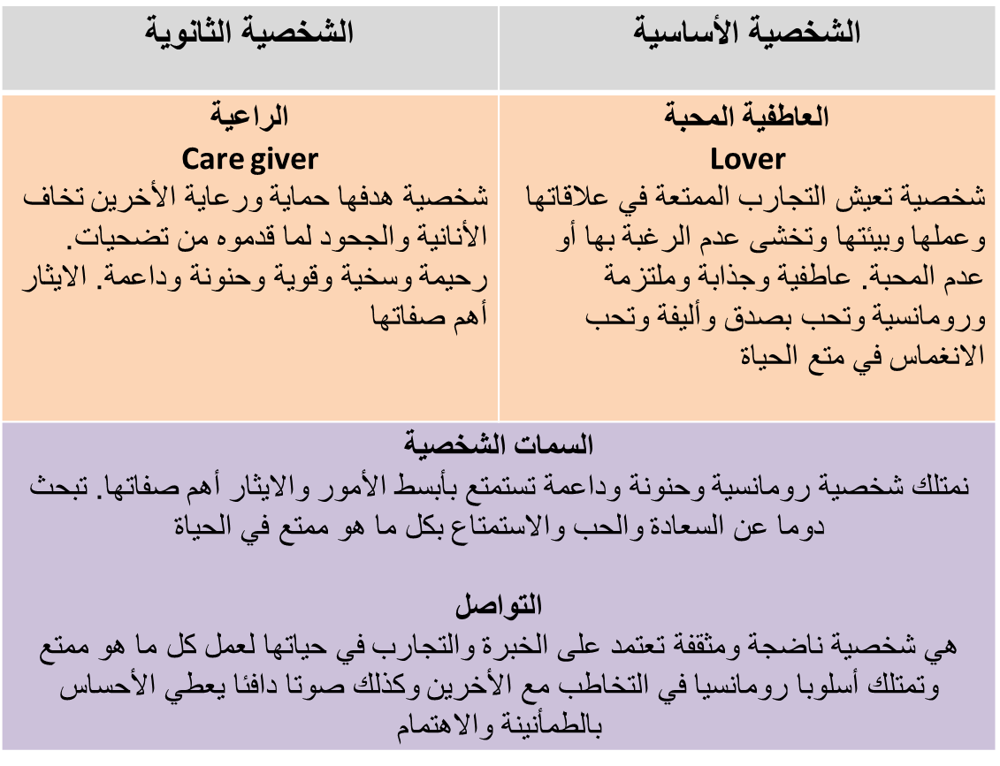 الشخصية الأساسية
الشخصية الثانوية
العاطفية المحبة
Lover
شخصية تعيش التجارب الممتعة في علاقاتها
وعملها وبيئتها وتخشى عدم الرغبة بها أو
عدم المحبة. عاطفية وجذابة وملتزمة
ورومانسية وتحب بصدق وأليفة وتحب
الانغماس في متع الحياة
الراعية
Care giver
شخصية هدفها حماية ورعاية الأخرين تخاف
الأنانية والجحود لما قدموه من تضحيات.
رحيمة وسخية وقوية وحنونة وداعمة. الايثار
أهم صفاتها
السمات الشخصية
نمتلك شخصية رومانسية وحنونة وداعمة تستمتع بأبسط الأمور والايثار أهم صفاتها. تبحث
دوما عن السعادة والحب والاستمتاع بكل ما هو ممتع في الحياة
التواصل
هي شخصية ناضجة ومثقفة تعتمد على الخبرة والتجارب في حياتها لعمل كل ما هو ممتع
وتمتلك أسلوبا رومانسيا في التخاطب مع الأخرين وكذلك صوتا دافئا يعطي الأحساس
بالطمأنينة والاهتمام